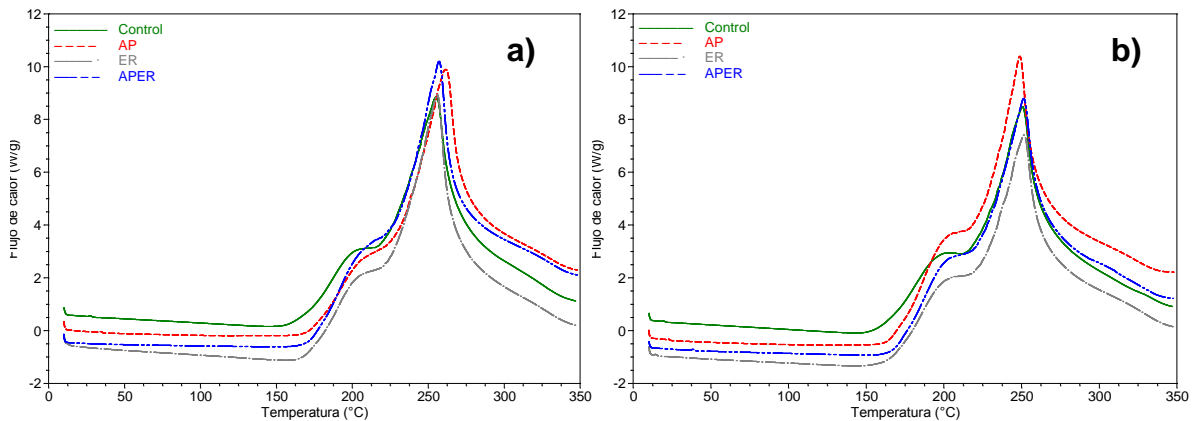 a)
Control
AP
ER
APER
12
10
8
6
4
2
0
-2
0
50
100
150
200
250
300
350
Flujo de calor (W/g)
Temperatura (°C)
b)
Control
AP
ER
APER
12
10
8
6
4
2
0
-2
0
50
100
150
200
250
300
350
Flujo de calor (W/g)
Temperatura (°C)